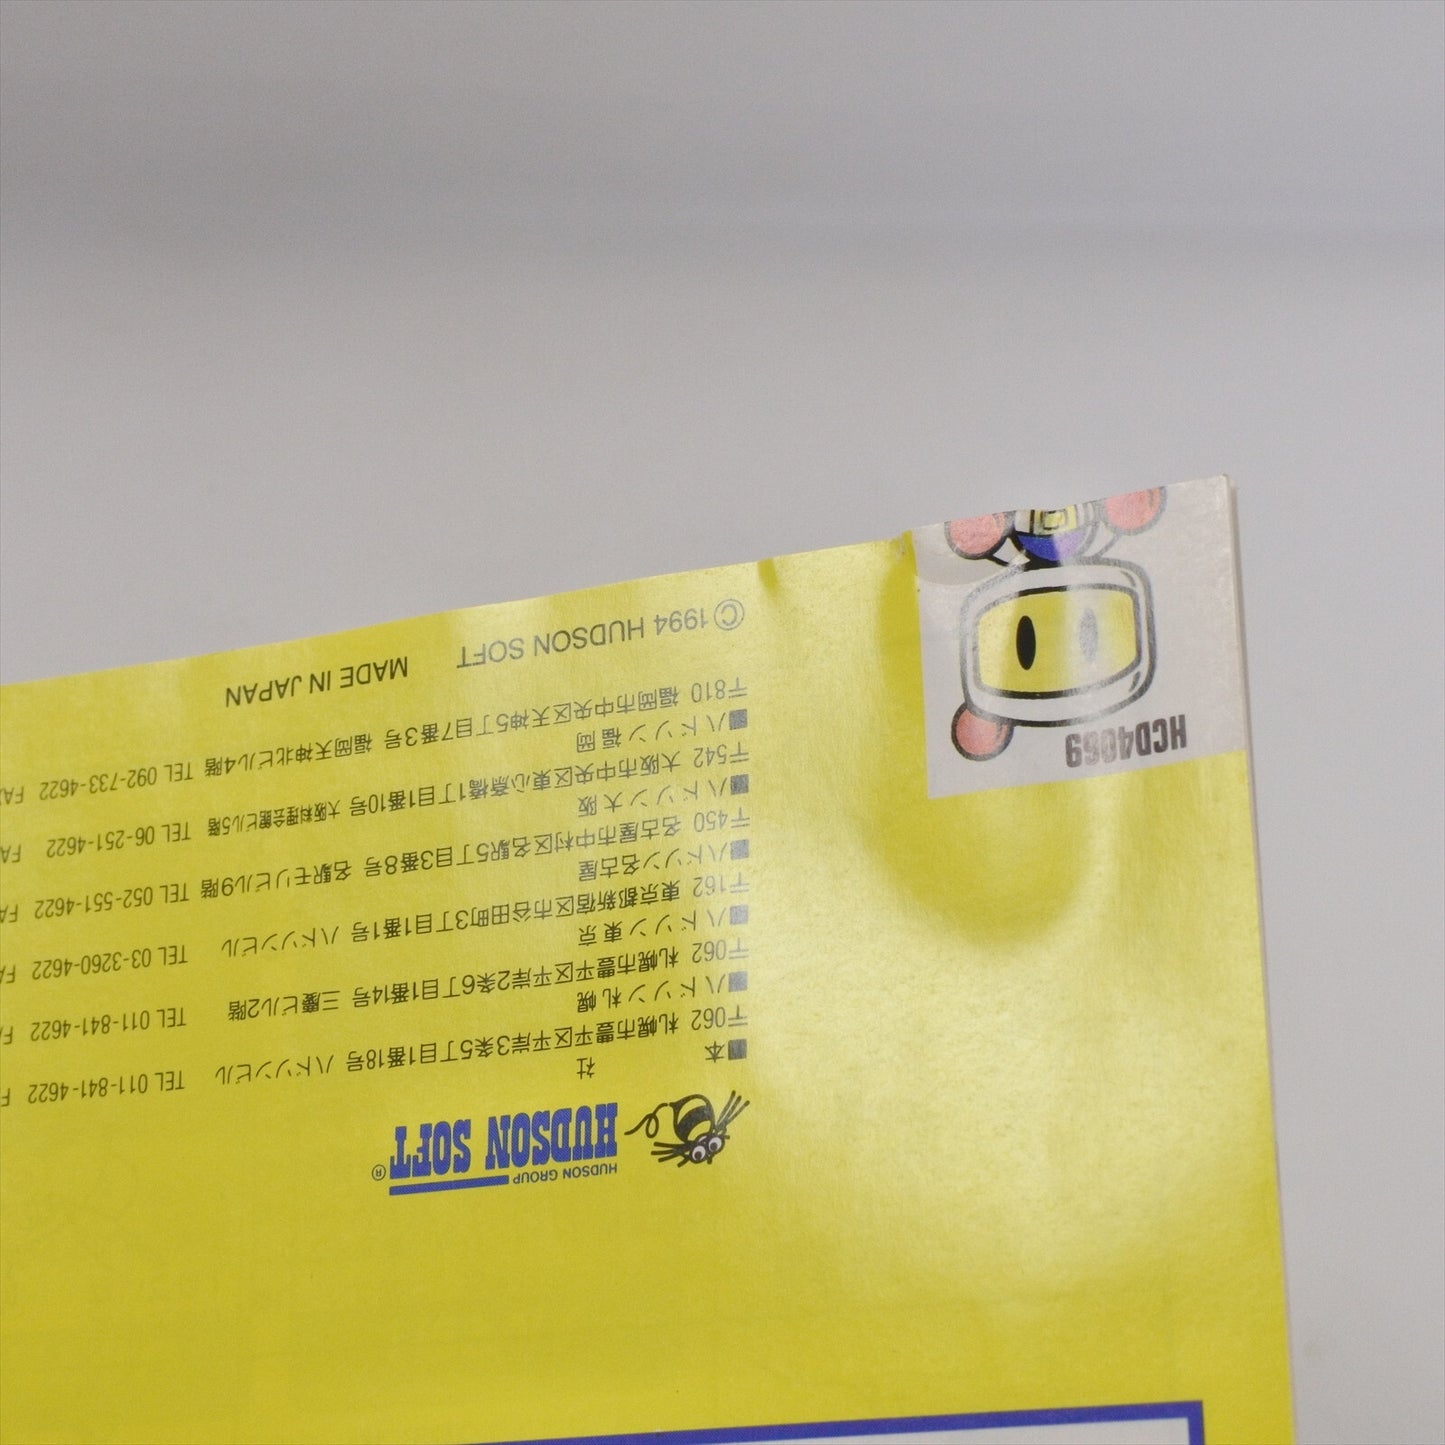 HUDSON GROUP
HUDSON SOFT®
■本 社
〒062 札幌市豊平区平岸3条5丁目1番18号 ハドソンビル TEL 011-841-4622 F
■ハドソン札幌
〒062 札幌市豊平区平岸2条6丁目1番14号 三慶ビル2階 TEL 011-841-4622 F
■ハドソン東京
〒162 東京都新宿区市谷田町3丁目1番1号 ハドソンビル TEL 03-3260-4622 FA
■ハドソン名古屋
〒450 名古屋市中村区名駅5丁目3番8号 名駅モリビル9階 TEL 052-551-4622 FA
■ハドソン大阪
〒542 大阪市中央区東心斎橋1丁目1番10号 大阪料理会館ビル5階 TEL 06-251-4622 FA
■ハドソン福岡
〒810 福岡市中央区天神5丁目7番3号 福岡天神北ビル4階 TEL 092-733-4622 FA
©1994 HUDSON SOFT MADE IN JAPAN
HCD4069